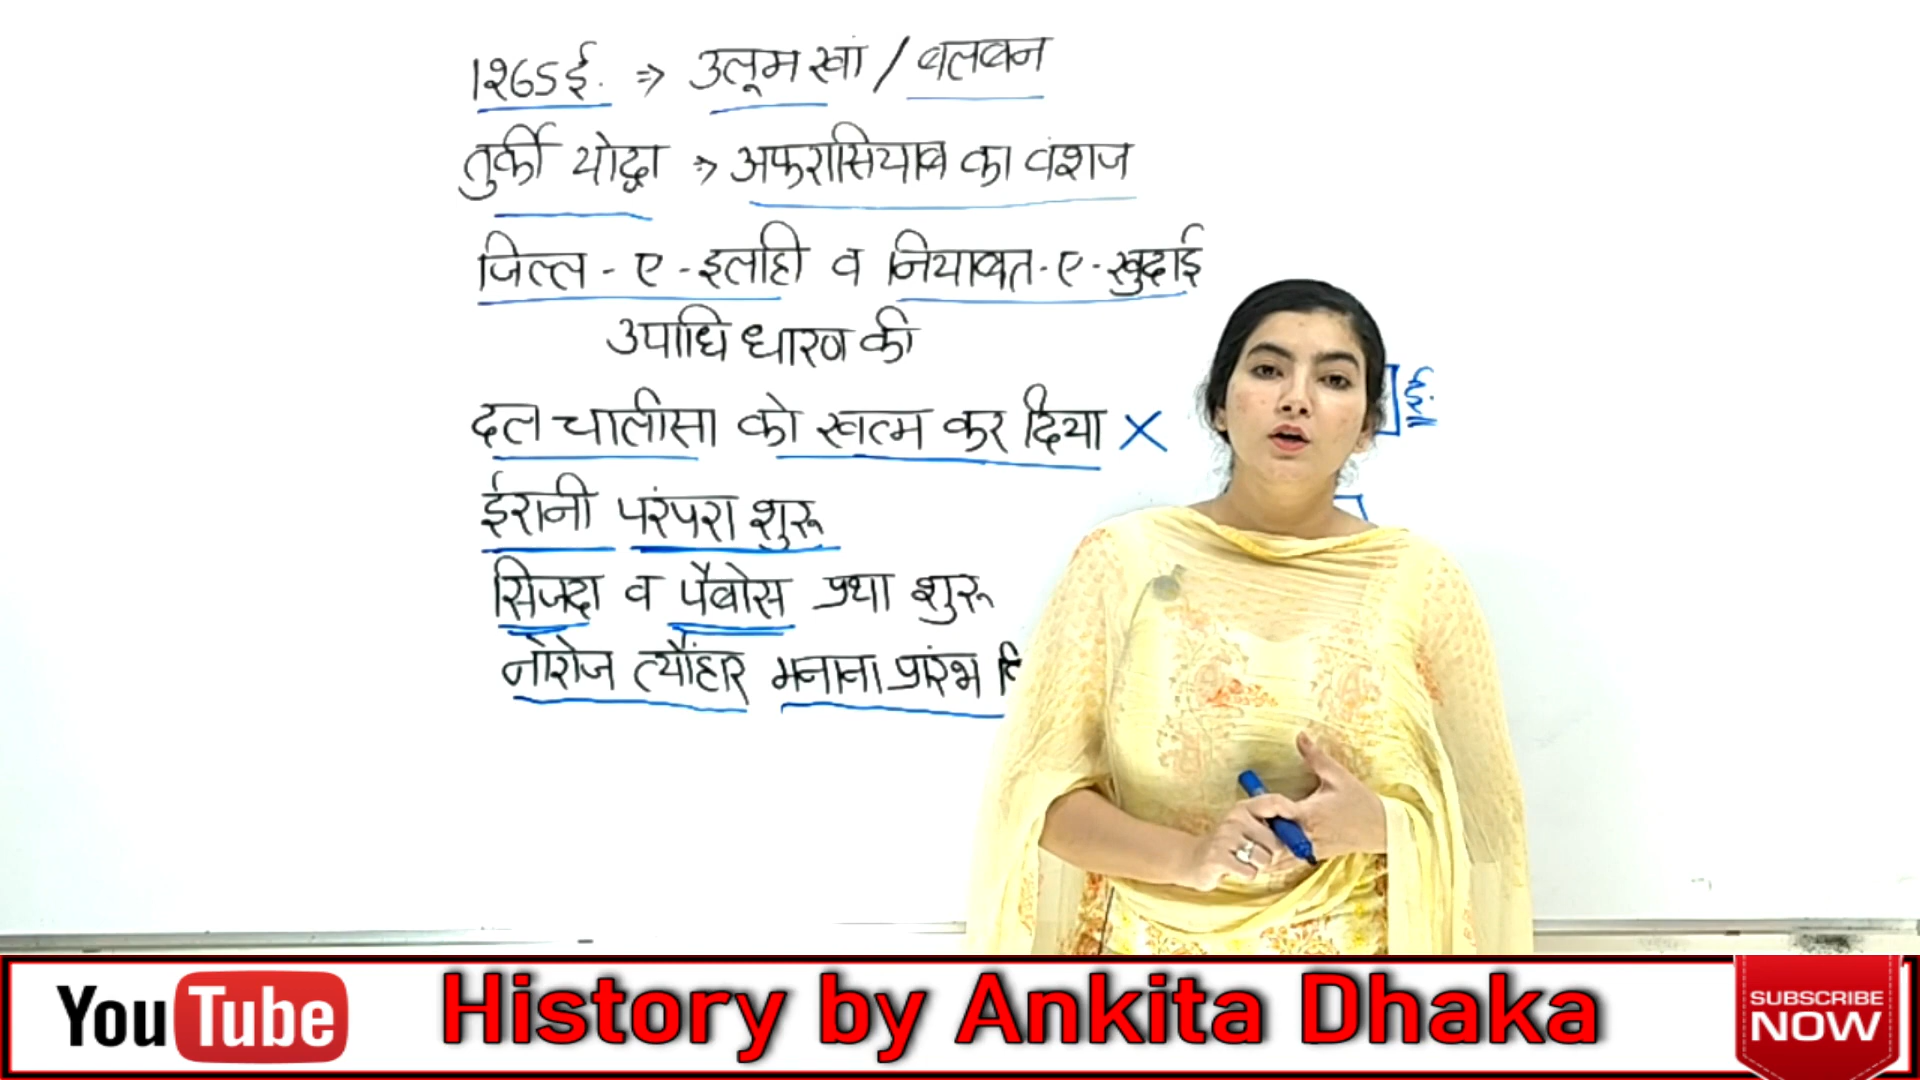 1265 ई. ⇒ उलूम खां / बलबन
तुर्की योद्धा ⇒ अफरासियाब का वंशज
जिल्ल - ए - इलाही व नियाबत - ए - खुदाई
उपाधि धारण की
दल चालीसा को खत्म कर दिया ×
ई.
ईरानी परंपरा शुरू
सिजदा व पैबोस प्रथा शुरू
नोरोज त्यौंहार मनाना प्रारंभ
YouTube
History by Ankita Dhaka
SUBSCRIBE
NOW